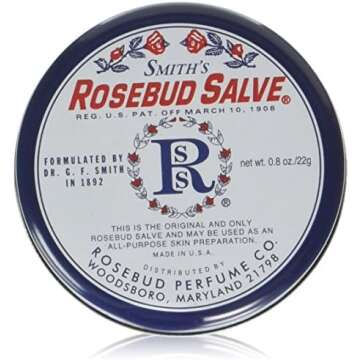 SMITH'S
ROSEBUD SALVE®
REG. U.S. PAT. OFF MARCH 10, 1908
FORMULATED BY
DR. G. F. SMITH
IN 1892
RSS
®
net wt. 0.8 oz./22g
THIS IS THE ORIGINAL AND ONLY
ROSEBUD SALVE AND MAY BE USED AS AN
ALL-PURPOSE SKIN PREPARATION.
MADE IN U.S.A.
DISTRIBUTED BY
ROSEBUD PERFUME CO.
WOODSBORO, MARYLAND 21798